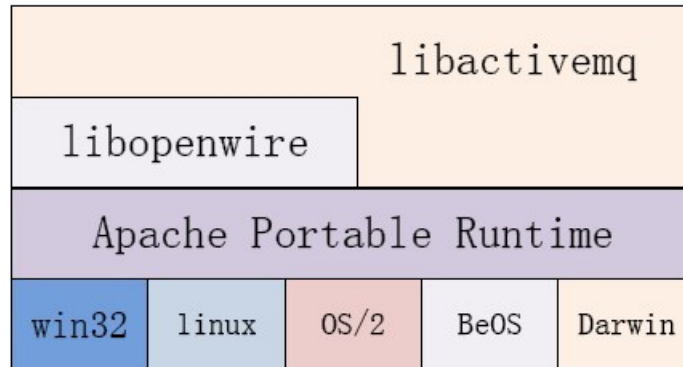 libactivemq
libopenwire
Apache Portable Runtime
win32 linux OS/2 BeOS Darwin